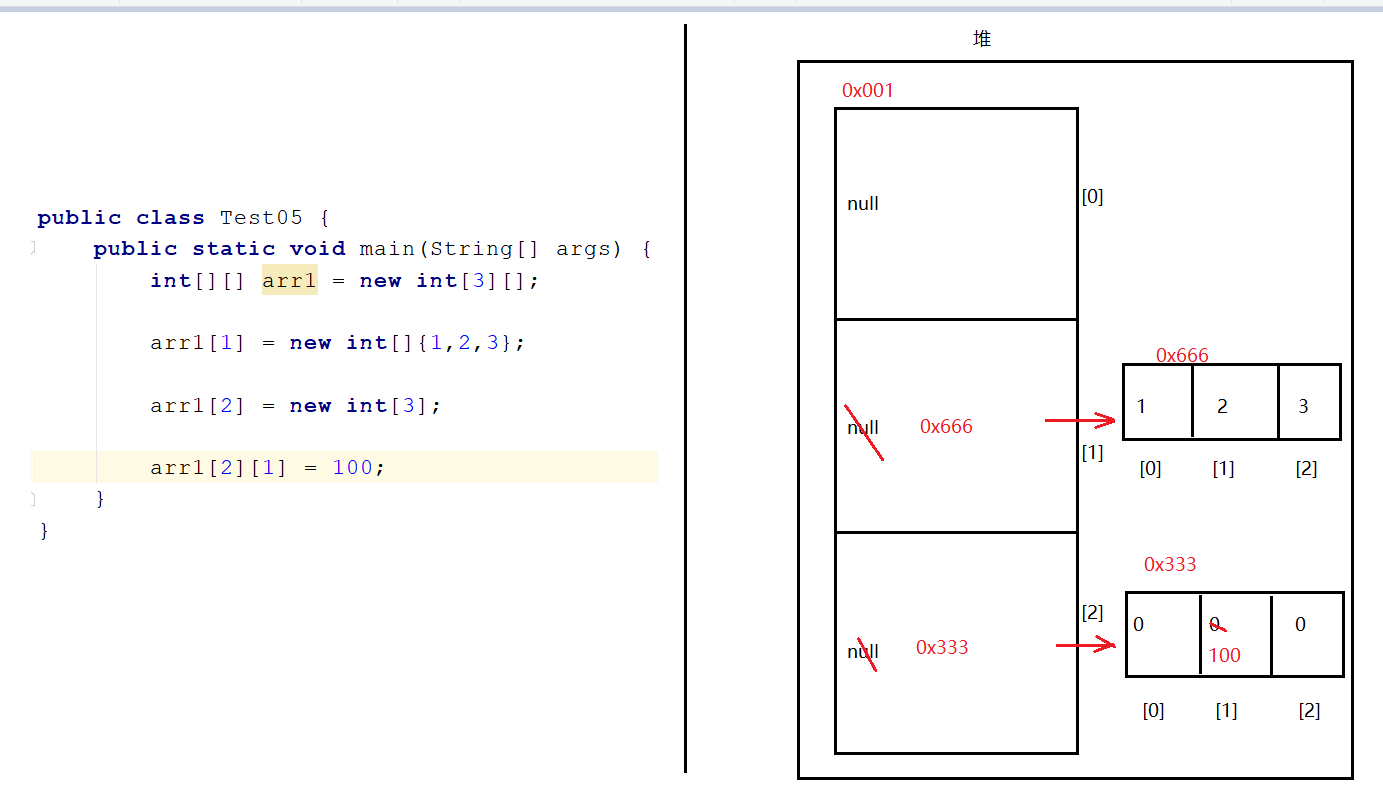 public class Test05 {
public static void main(String[] args) {
int[][] arr1 = new int[3][];
arr1[1] = new int[]{1,2,3};
arr1[2] = new int[3];
arr1[2][1] = 100;
}
}
堆
0x001
null
[0]
null 0x666
[1]
0x666
1 2 3
[0] [1] [2]
null 0x333
[2]
0x333
0 0 0
100
[0] [1] [2]